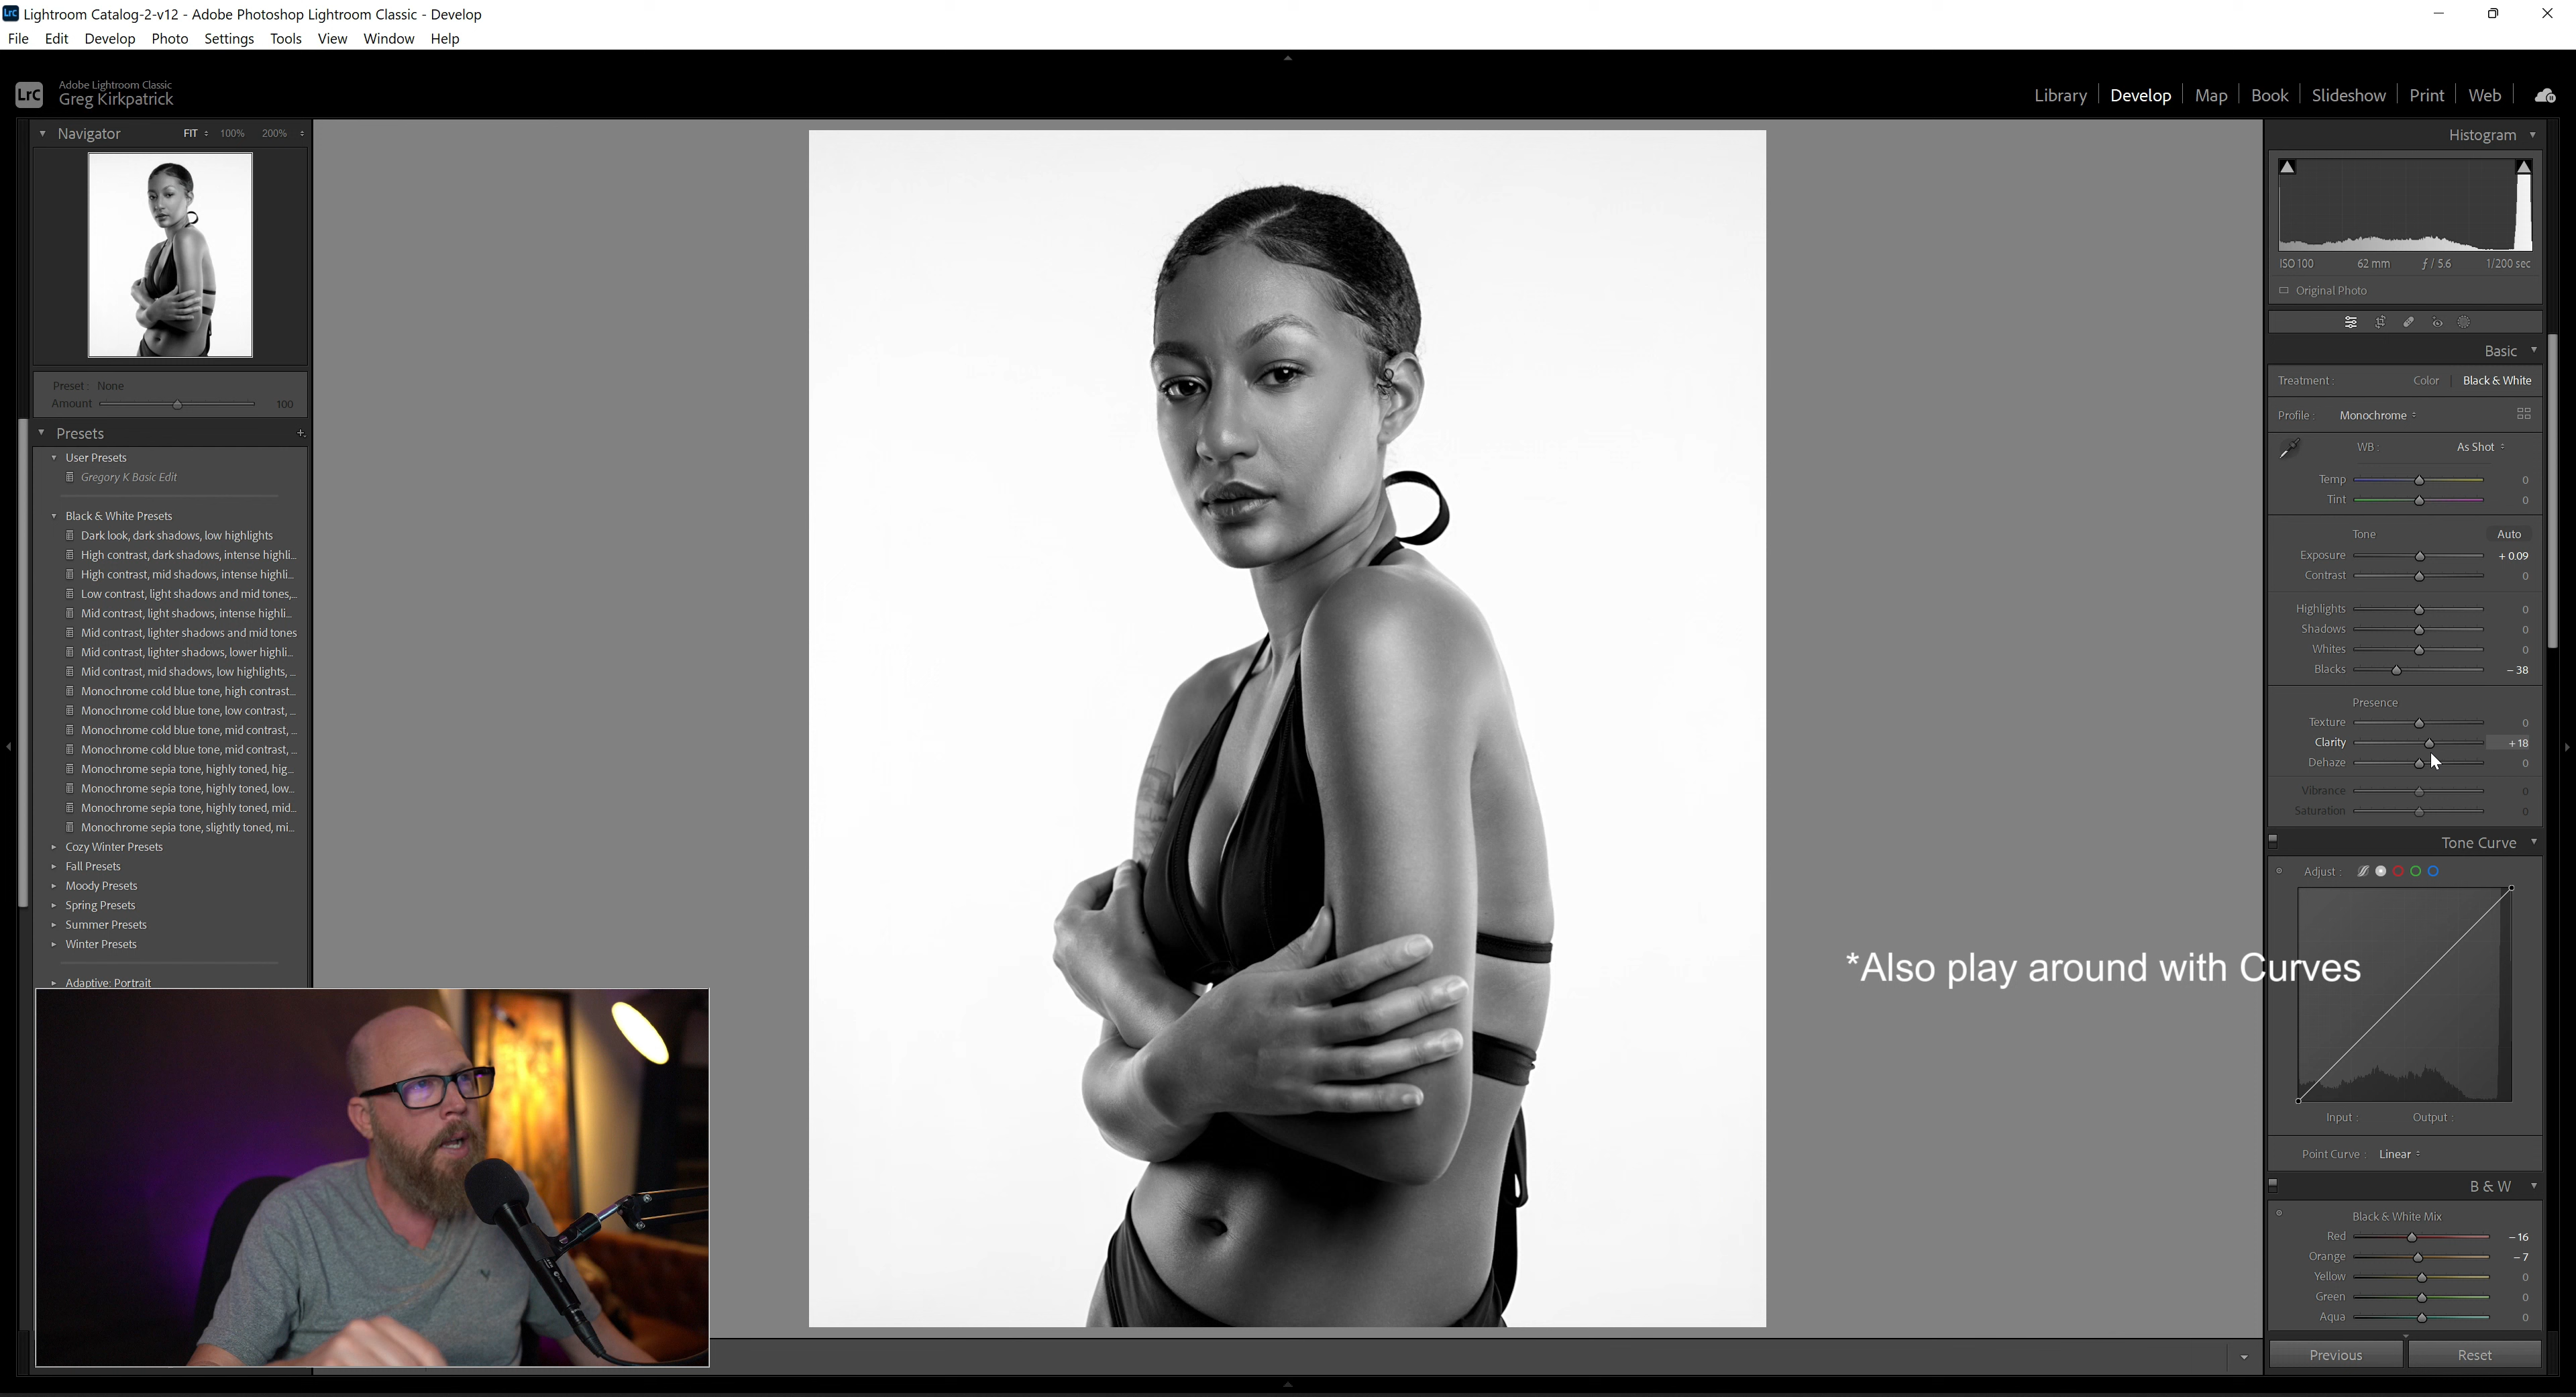 Lightroom Catalog-2-v12 - Adobe Photoshop Lightroom Classic - Develop
File Edit Develop Photo Settings Tools View Window Help
LrC
Adobe Lightroom Classic
Greg Kirkpatrick
Library Develop Map Book Slideshow Print Web
Navigator FIT 100% 200%
Preset : None
Amount 100
Presets
User Presets
Gregory K Basic Edit
Black & White Presets
Dark look, dark shadows, low highlights
High contrast, dark shadows, intense highli...
High contrast, mid shadows, intense highli...
Low contrast, light shadows and mid tones,...
Mid contrast, light shadows, intense highli...
Mid contrast, lighter shadows and mid tones
Mid contrast, lighter shadows, lower highli...
Mid contrast, mid shadows, low highlights, ...
Monochrome cold blue tone, high contrast...
Monochrome cold blue tone, low contrast, ...
Monochrome cold blue tone, mid contrast, ...
Monochrome cold blue tone, mid contrast, ...
Monochrome sepia tone, highly toned, hig...
Monochrome sepia tone, highly toned, low...
Monochrome sepia tone, highly toned, mid...
Monochrome sepia tone, slightly toned, mi...
Cozy Winter Presets
Fall Presets
Moody Presets
Spring Presets
Summer Presets
Winter Presets
Adaptive: Portrait
*Also play around with Curves
Histogram
ISO 100 62 mm f / 5.6 1/200 sec
Original Photo
Basic
Treatment : Color Black & White
Profile : Monochrome
WB : As Shot
Temp 0
Tint 0
Tone Auto
Exposure + 0.09
Contrast 0
Highlights 0
Shadows 0
Whites 0
Blacks − 38
Presence
Texture 0
Clarity + 18
Dehaze 0
Vibrance 0
Saturation 0
Tone Curve
Adjust :
Input : Output :
Point Curve : Linear
B & W
Black & White Mix
Red − 16
Orange − 7
Yellow 0
Green 0
Aqua 0
Previous Reset